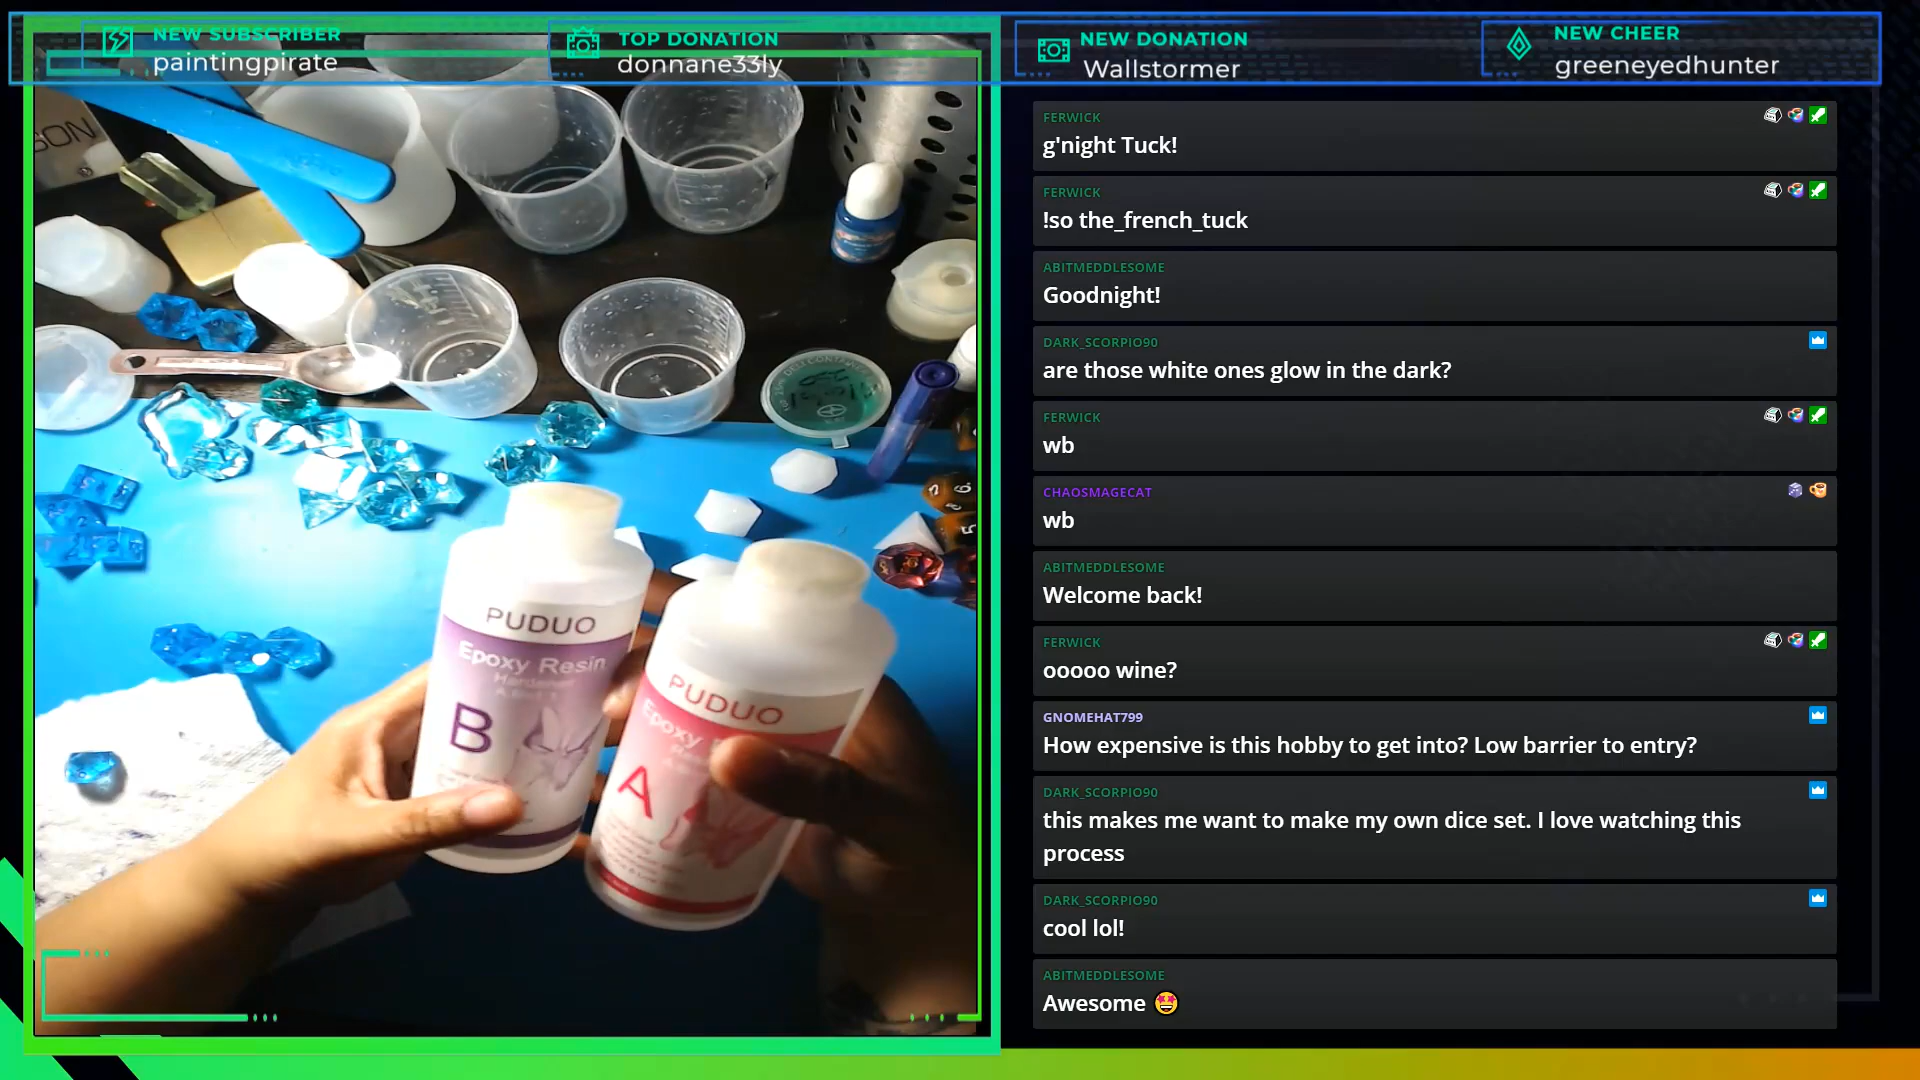 NEW SUBSCRIBER
paintingpirate
TOP DONATION
donnane33ly
NEW DONATION
Wallstormer
NEW CHEER
greeneyedhunter
FERWICK
g'night Tuck!
FERWICK
!so the_french_tuck
ABITMEDDLESOME
Goodnight!
DARK_SCORPIO90
are those white ones glow in the dark?
FERWICK
wb
CHAOSMAGECAT
wb
ABITMEDDLESOME
Welcome back!
FERWICK
ooooo wine?
GNOMEHAT799
How expensive is this hobby to get into? Low barrier to entry?
DARK_SCORPIO90
this makes me want to make my own dice set. I love watching this
process
DARK_SCORPIO90
cool lol!
ABITMEDDLESOME
Awesome 🤩
PUDUO
Epoxy Resin
Hardener
B
PUDUO
Epoxy
A